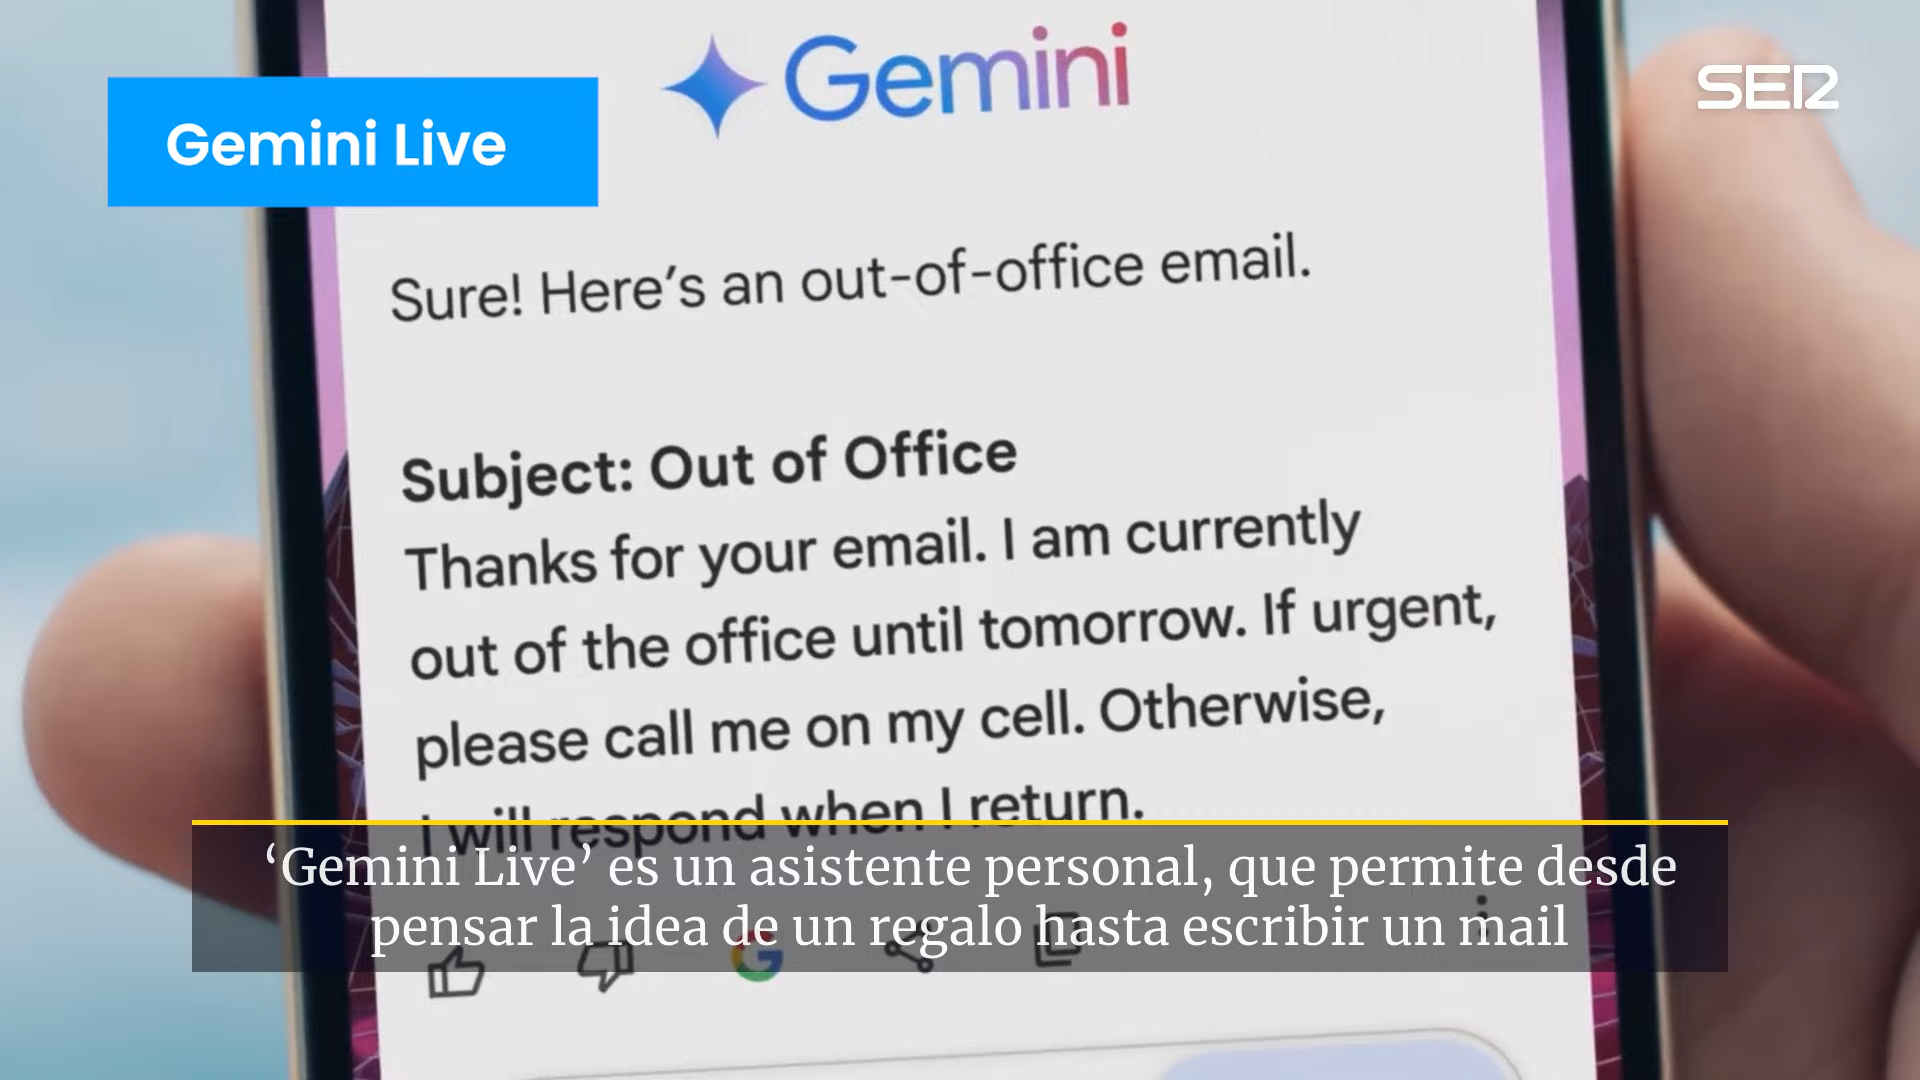 Gemini
SER
Gemini Live
Sure! Here's an out-of-office email.
Subject: Out of Office
Thanks for your email. I am currently
out of the office until tomorrow. If urgent,
please call me on my cell. Otherwise,
I will respond when I return.
‘Gemini Live’ es un asistente personal, que permite desde
pensar la idea de un regalo hasta escribir un mail